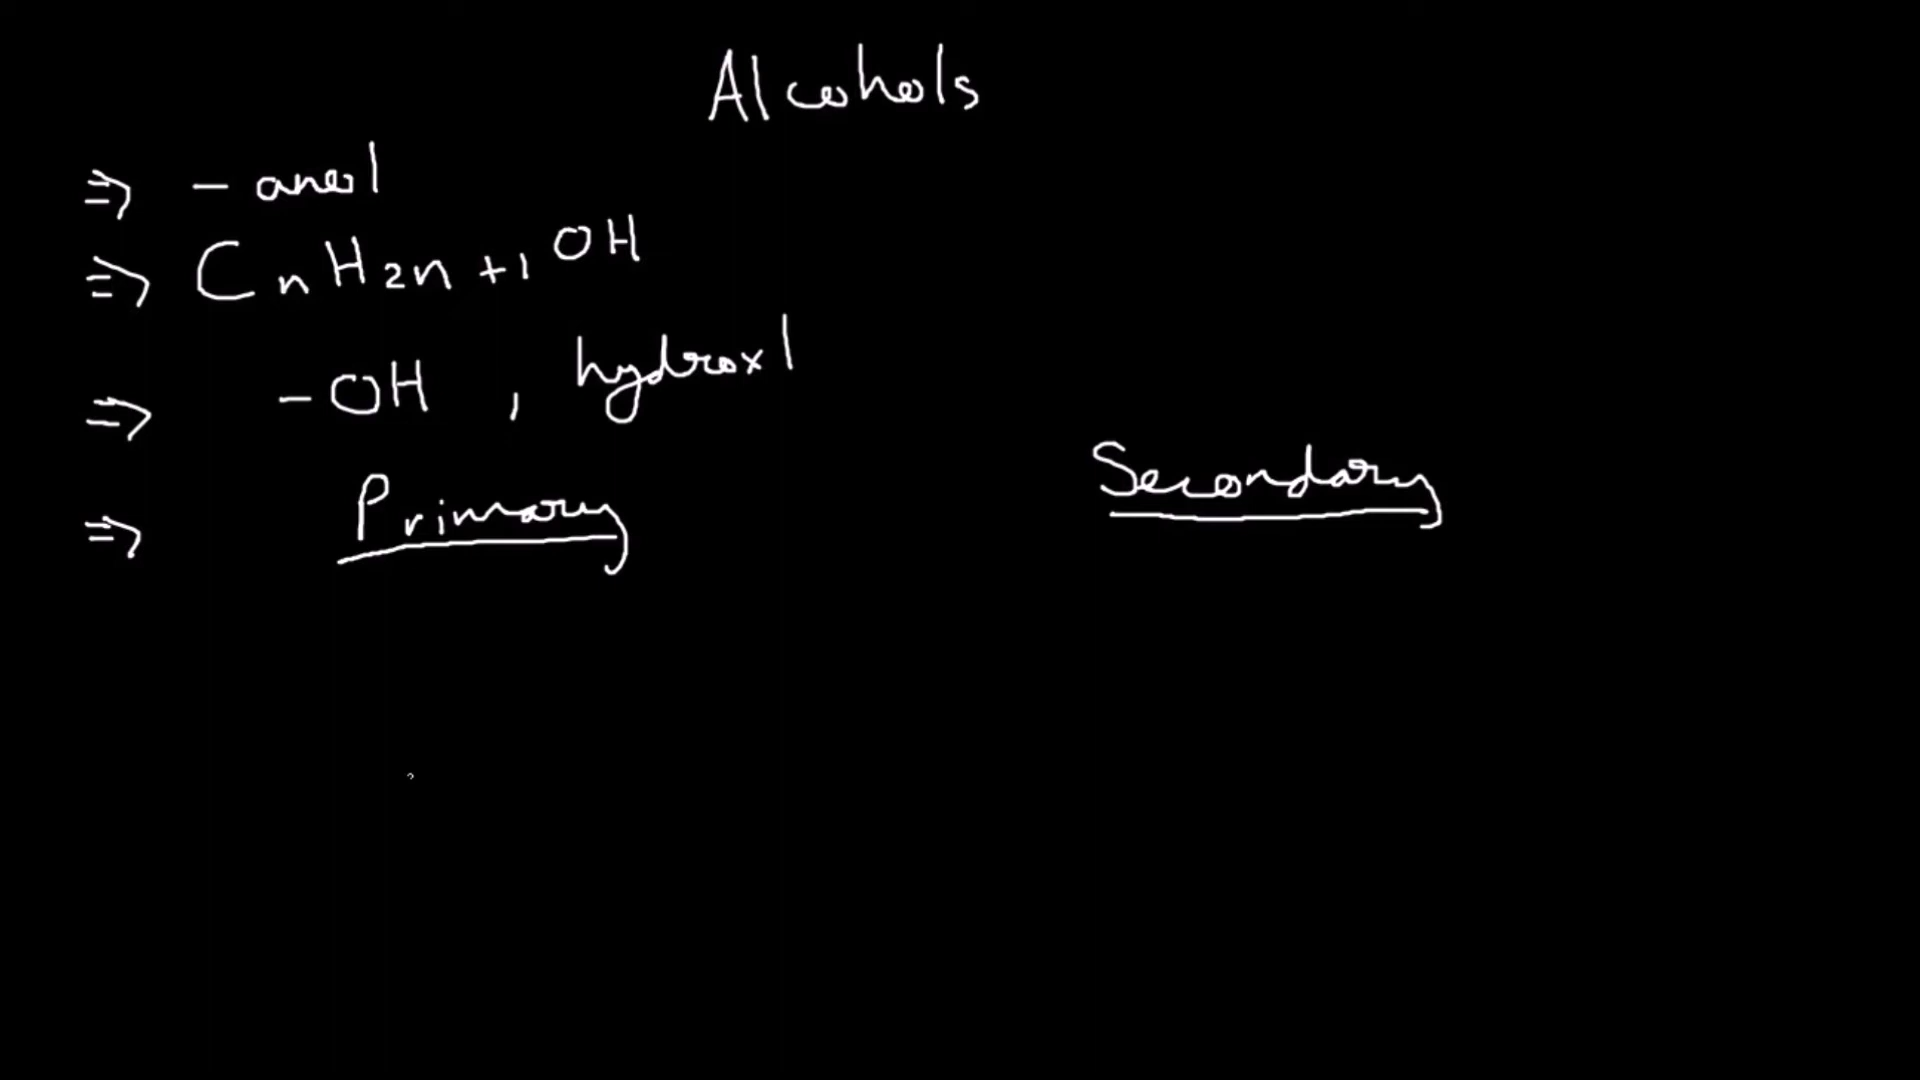 Alcohols
⇒ - anol
⇒ CnH2n+1OH
⇒ - OH , hydroxl
⇒ Primary Secondary